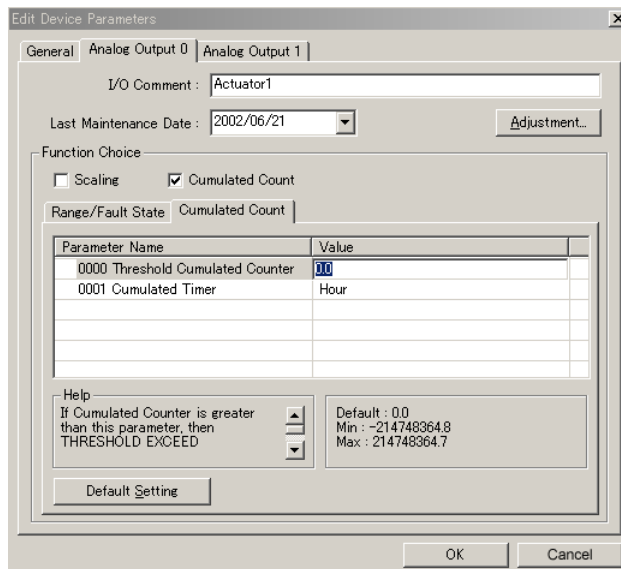 Edit Device Parameters
General Analog Output 0 Analog Output 1
I/O Comment : Actuator1
Last Maintenance Date : 2002/06/21 Adjustment...
Function Choice
Scaling Cumulated Count
Range/Fault State Cumulated Count
Parameter Name Value
0000 Threshold Cumulated Counter 0.0
0001 Cumulated Timer Hour
Help
If Cumulated Counter is greater
than this parameter, then
THRESHOLD EXCEED
Default : 0.0
Min : -214748364.8
Max : 214748364.7
Default Setting
OK Cancel